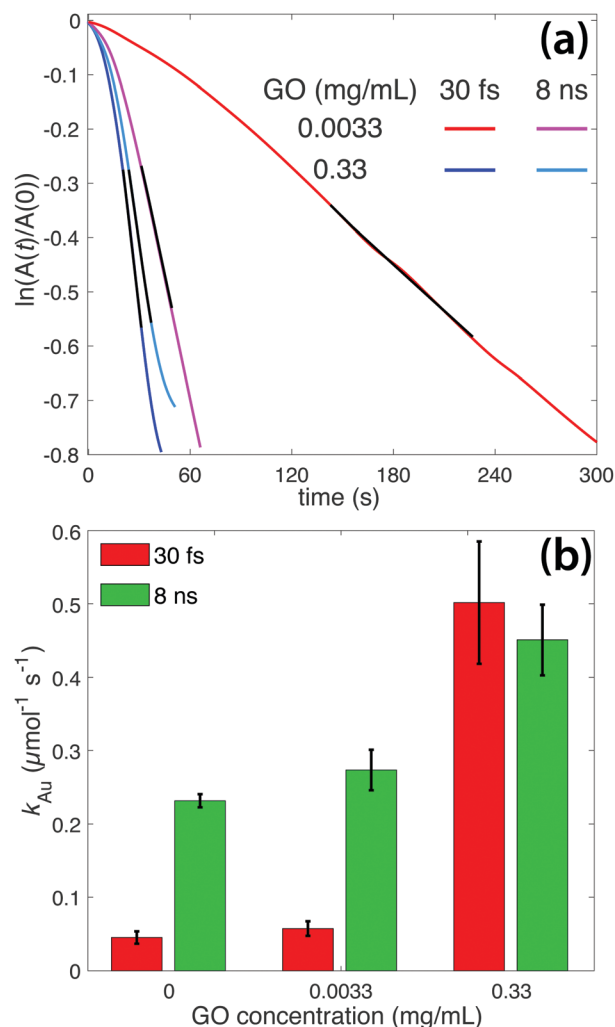 (a)
GO (mg/mL) 30 fs 8 ns
0.0033
0.33
0
-0.1
-0.2
-0.3
-0.4
-0.5
-0.6
-0.7
-0.8
ln(A(t)/A(0))
0 60 120 180 240 300
time (s)
(b)
30 fs
8 ns
0.6
0.5
0.4
0.3
0.2
0.1
0
k_Au (μmol⁻¹ s⁻¹)
0 0.0033 0.33
GO concentration (mg/mL)